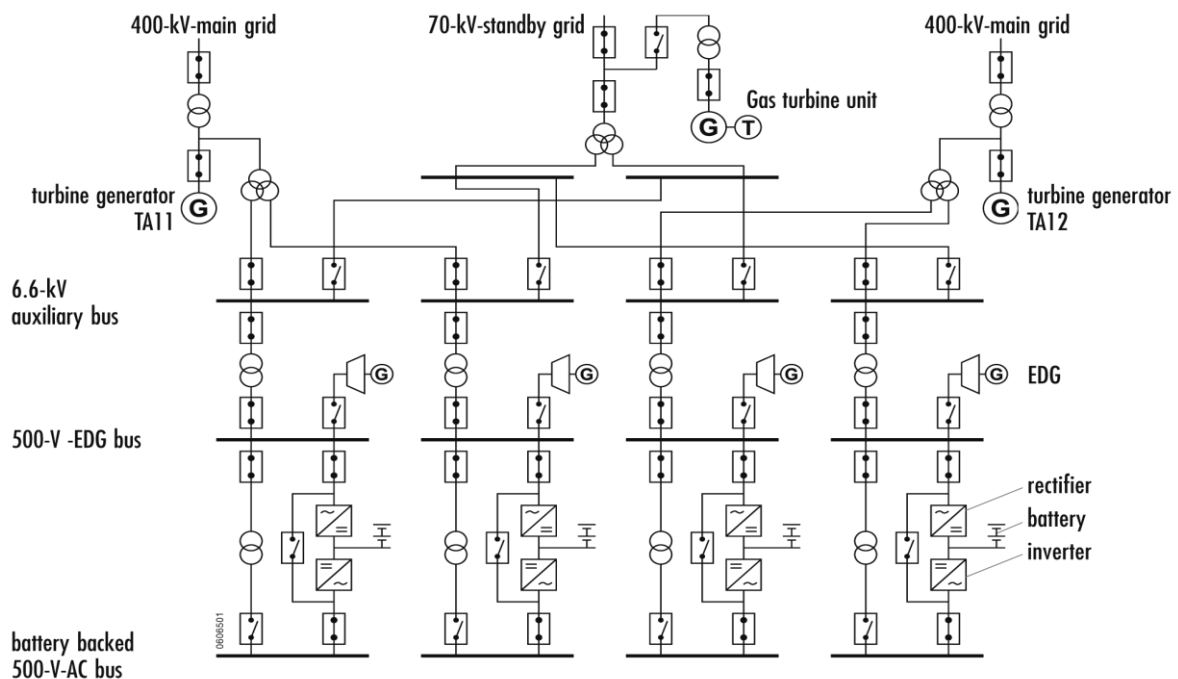 400-kV-main grid
70-kV-standby grid
400-kV-main grid
Gas turbine unit
G
T
turbine generator
TA11
G
G
turbine generator
TA12
6.6-kV
auxiliary bus
G
G
G
G
EDG
500-V -EDG bus
rectifier
battery
inverter
0606501
battery backed
500-V-AC bus